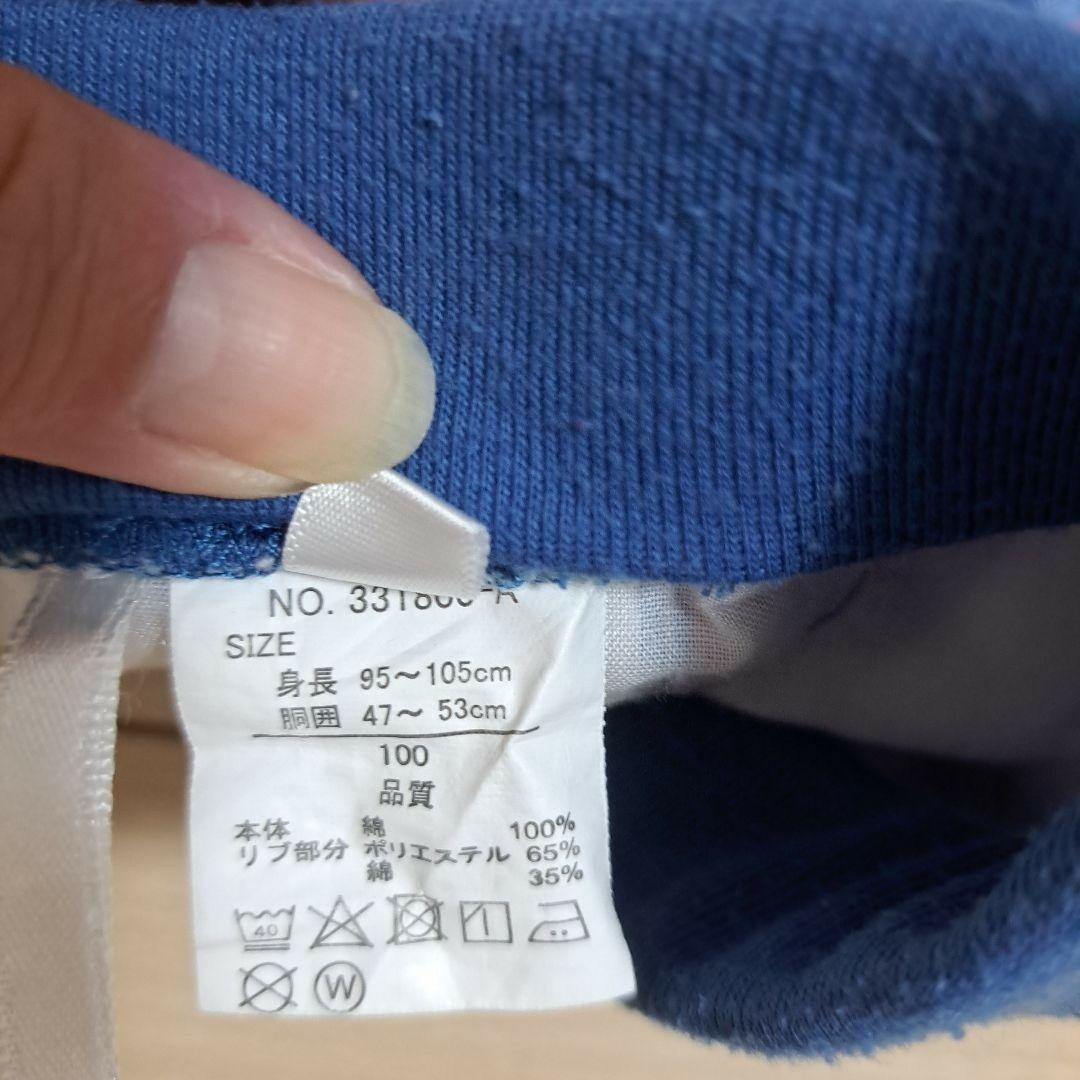 NO.
SIZE
身長 95～105cm
胴囲 47～ 53cm
100
品質
本体 綿 100%
リブ部分 ポリエステル 65%
綿 35%
40
W